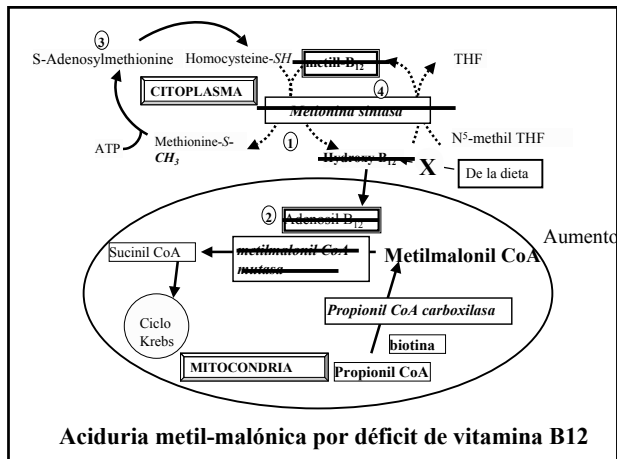 3
S-Adenosylmethionine
Homocysteine-SH
metill-B12
THF
CITOPLASMA
4
Metionina sintasa
ATP
Methionine-S-
CH3
1
Hydroxy B12
X
N5-methil THF
De la dieta
2
Adenosil B12
Aumento
Sucinil CoA
metilmalonil CoA
mutasa
Metilmalonil CoA
Propionil CoA carboxilasa
Ciclo
Krebs
biotina
MITOCONDRIA
Propionil CoA
Aciduria metil-malónica por déficit de vitamina B12